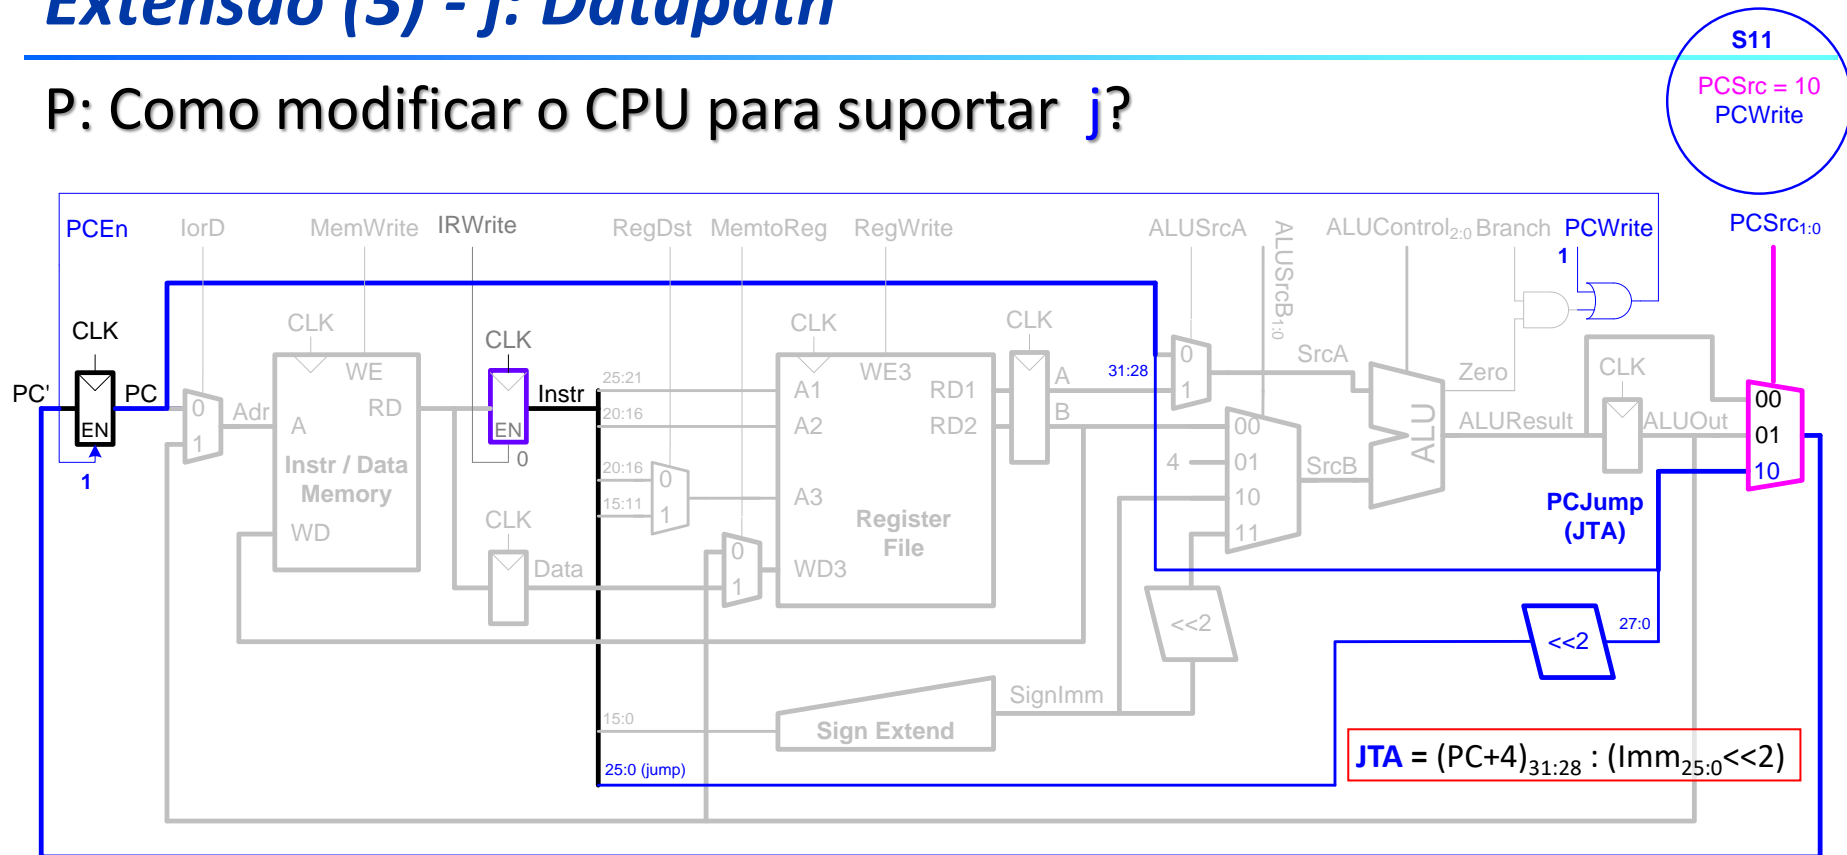 Extensão (3) - j: Datapath
S11
PCSrc = 10
PCWrite
P: Como modificar o CPU para suportar j?
PCEn IorD MemWrite IRWrite RegDst MemtoReg RegWrite ALUSrcA ALUSrcB1:0 ALUControl2:0 Branch PCWrite PCSrc1:0
1
CLK CLK CLK CLK CLK CLK
PC' PC EN 1
0 1 Adr
WE A RD
Instr / Data
Memory
WD
EN 0 Instr
CLK Data
25:21
20:16
20:16 0
15:11 1
0
1
A1 WE3 RD1
A2 RD2
A3
Register
File
WD3
A
B
31:28
0
1
SrcA
4
00
01
10
11
SrcB
ALU
Zero
ALUResult ALUOut
00
01
10
PCJump
(JTA)
<<2
<<2 27:0
SignImm
15:0 Sign Extend
25:0 (jump)
JTA = (PC+4)31:28 : (Imm25:0<<2)